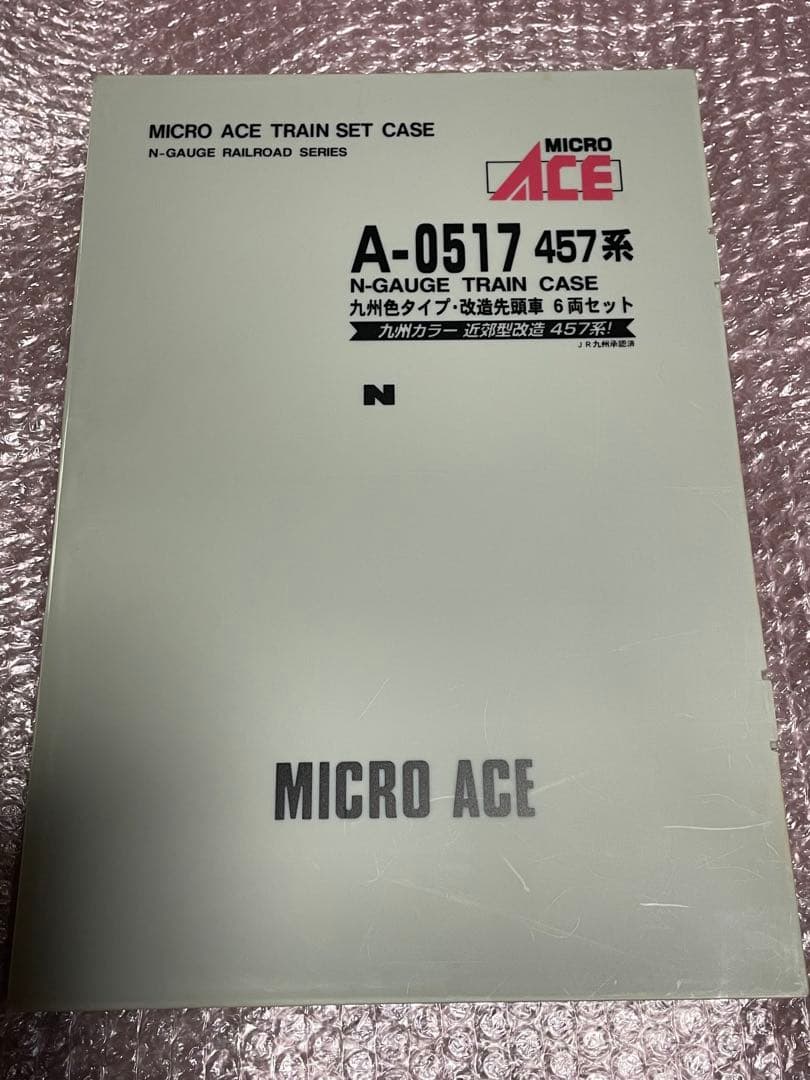 MICRO ACE TRAIN SET CASE
N-GAUGE RAILROAD SERIES
MICRO
ACE
A-0517 457系
N-GAUGE TRAIN CASE
九州色タイプ・改造先頭車 6両セット
九州カラー 近郊型改造 457系!
JR九州承認済
N
MICRO ACE